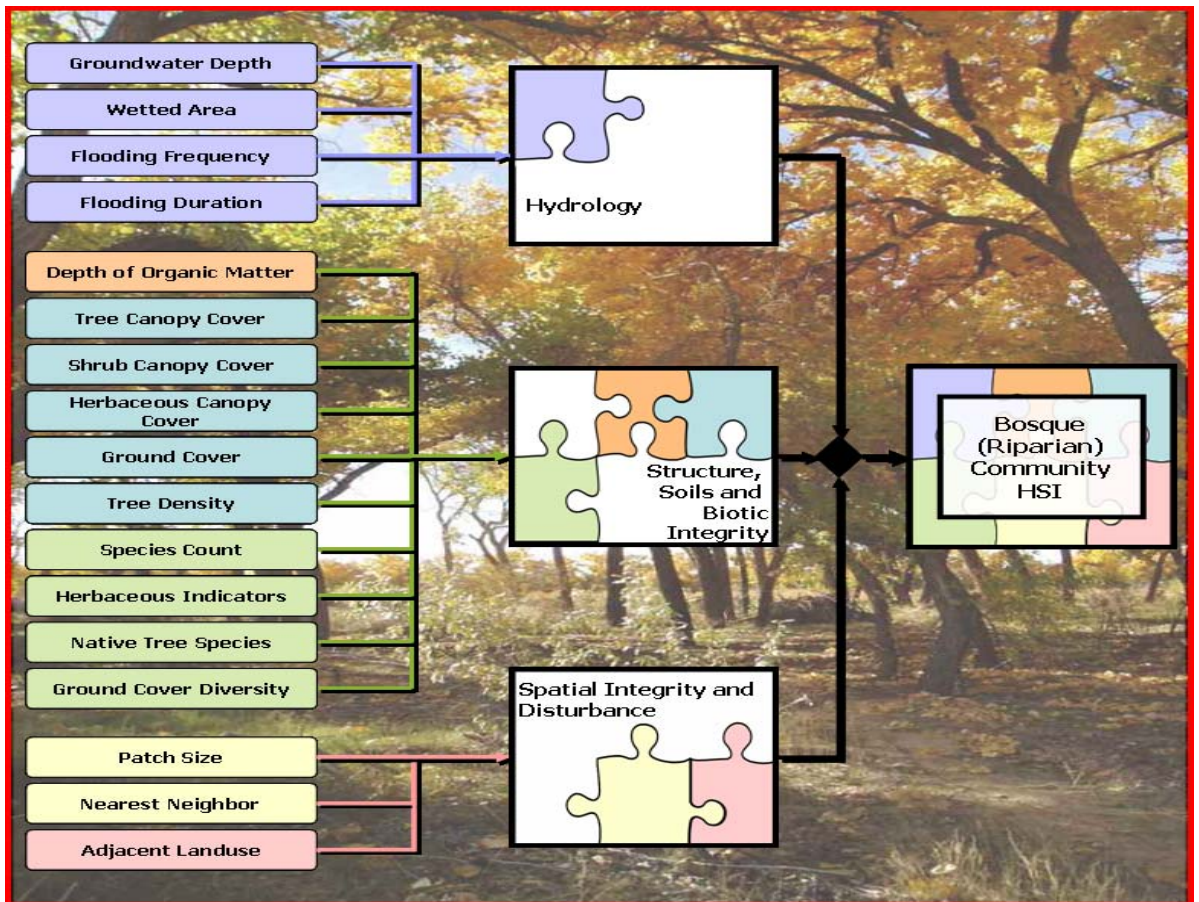 Groundwater Depth
Wetted Area
Flooding Frequency
Flooding Duration
Hydrology
Depth of Organic Matter
Tree Canopy Cover
Shrub Canopy Cover
Herbaceous Canopy
Cover
Ground Cover
Tree Density
Species Count
Herbaceous Indicators
Native Tree Species
Ground Cover Diversity
Structure,
Soils and
Biotic
Integrity
Patch Size
Nearest Neighbor
Adjacent Landuse
Spatial Integrity and
Disturbance
Bosque
(Riparian)
Community
HSI